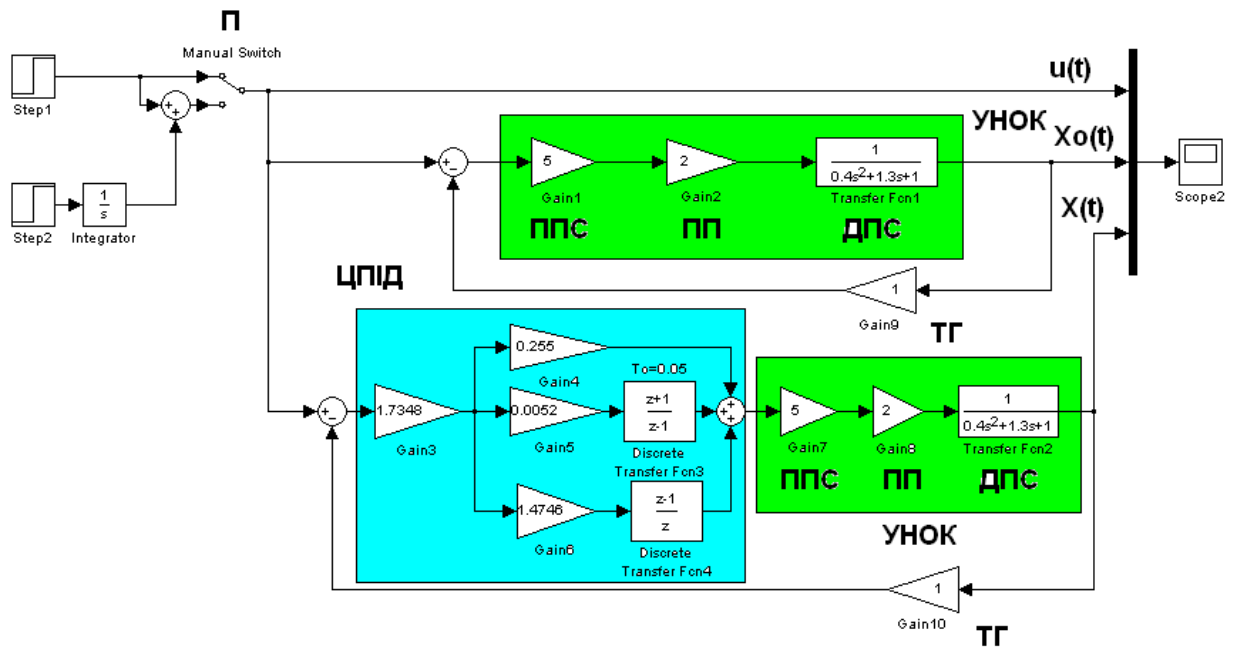 П
Manual Switch
Step1
u(t)
УНОК
Xo(t)
5
2
1
0.4s²+1.3s+1
Gain1
Gain2
Transfer Fcn1
ППС
ПП
ДПС
Scope2
X(t)
1
s
Step2
Integrator
ЦПІД
1
Gain9
ТГ
0.255
Gain4
To=0.05
1.7348
Gain3
0.0052
Gain5
z+1
z-1
Discrete
Transfer Fcn3
1.4746
Gain6
z-1
z
Discrete
Transfer Fcn4
5
2
1
0.4s²+1.3s+1
Gain7
Gain8
Transfer Fcn2
ППС
ПП
ДПС
УНОК
1
Gain10
ТГ